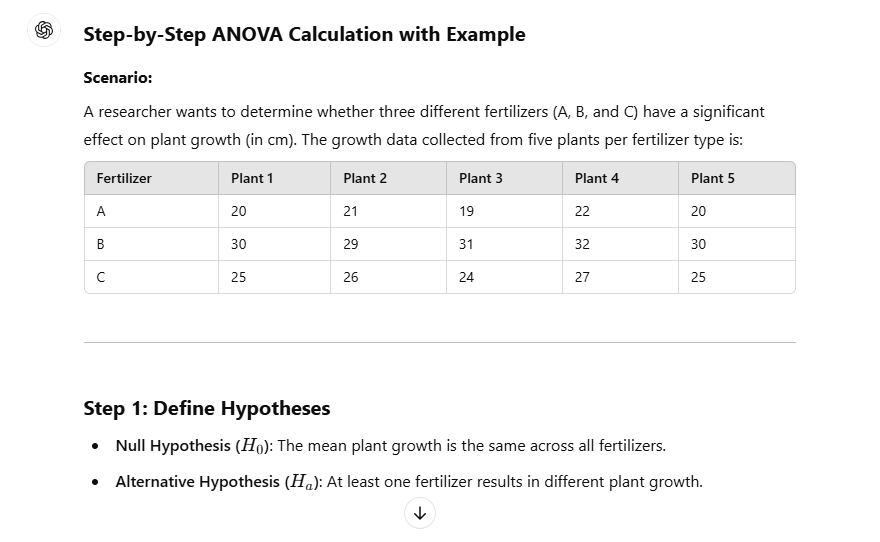 Step-by-Step ANOVA Calculation with Example
Scenario:
A researcher wants to determine whether three different fertilizers (A, B, and C) have a significant
effect on plant growth (in cm). The growth data collected from five plants per fertilizer type is:
Fertilizer Plant 1 Plant 2 Plant 3 Plant 4 Plant 5
A 20 21 19 22 20
B 30 29 31 32 30
C 25 26 24 27 25
Step 1: Define Hypotheses
• Null Hypothesis (H₀): The mean plant growth is the same across all fertilizers.
• Alternative Hypothesis (Hₐ): At least one fertilizer results in different plant growth.